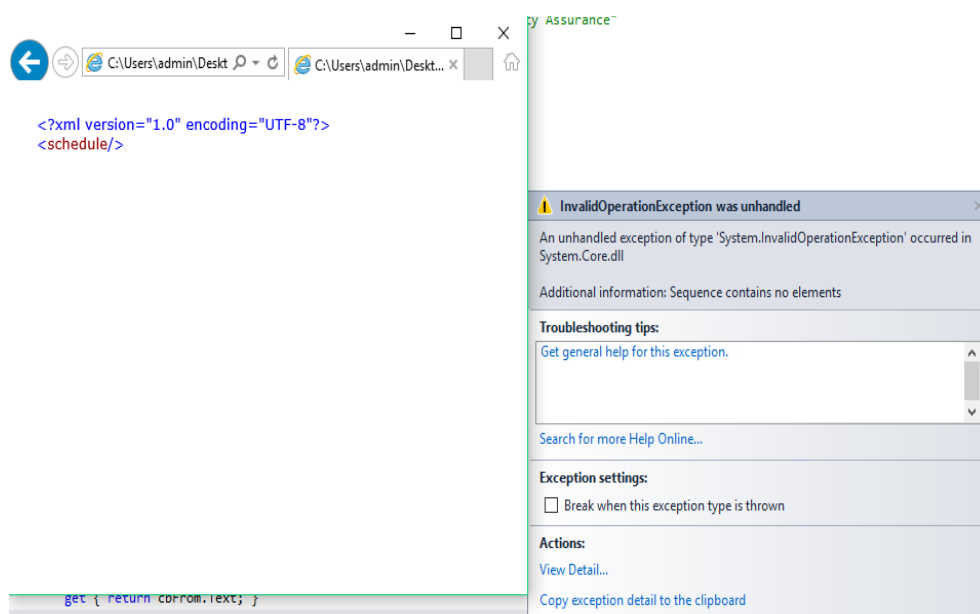 ty Assurance"
C:\Users\admin\Deskt
C:\Users\admin\Deskt...
<?xml version="1.0" encoding="UTF-8"?>
<schedule/>
InvalidOperationException was unhandled
An unhandled exception of type 'System.InvalidOperationException' occurred in
System.Core.dll
Additional information: Sequence contains no elements
Troubleshooting tips:
Get general help for this exception.
Search for more Help Online...
Exception settings:
Break when this exception type is thrown
Actions:
View Detail...
Copy exception detail to the clipboard
get { return cbFrom.Text; }